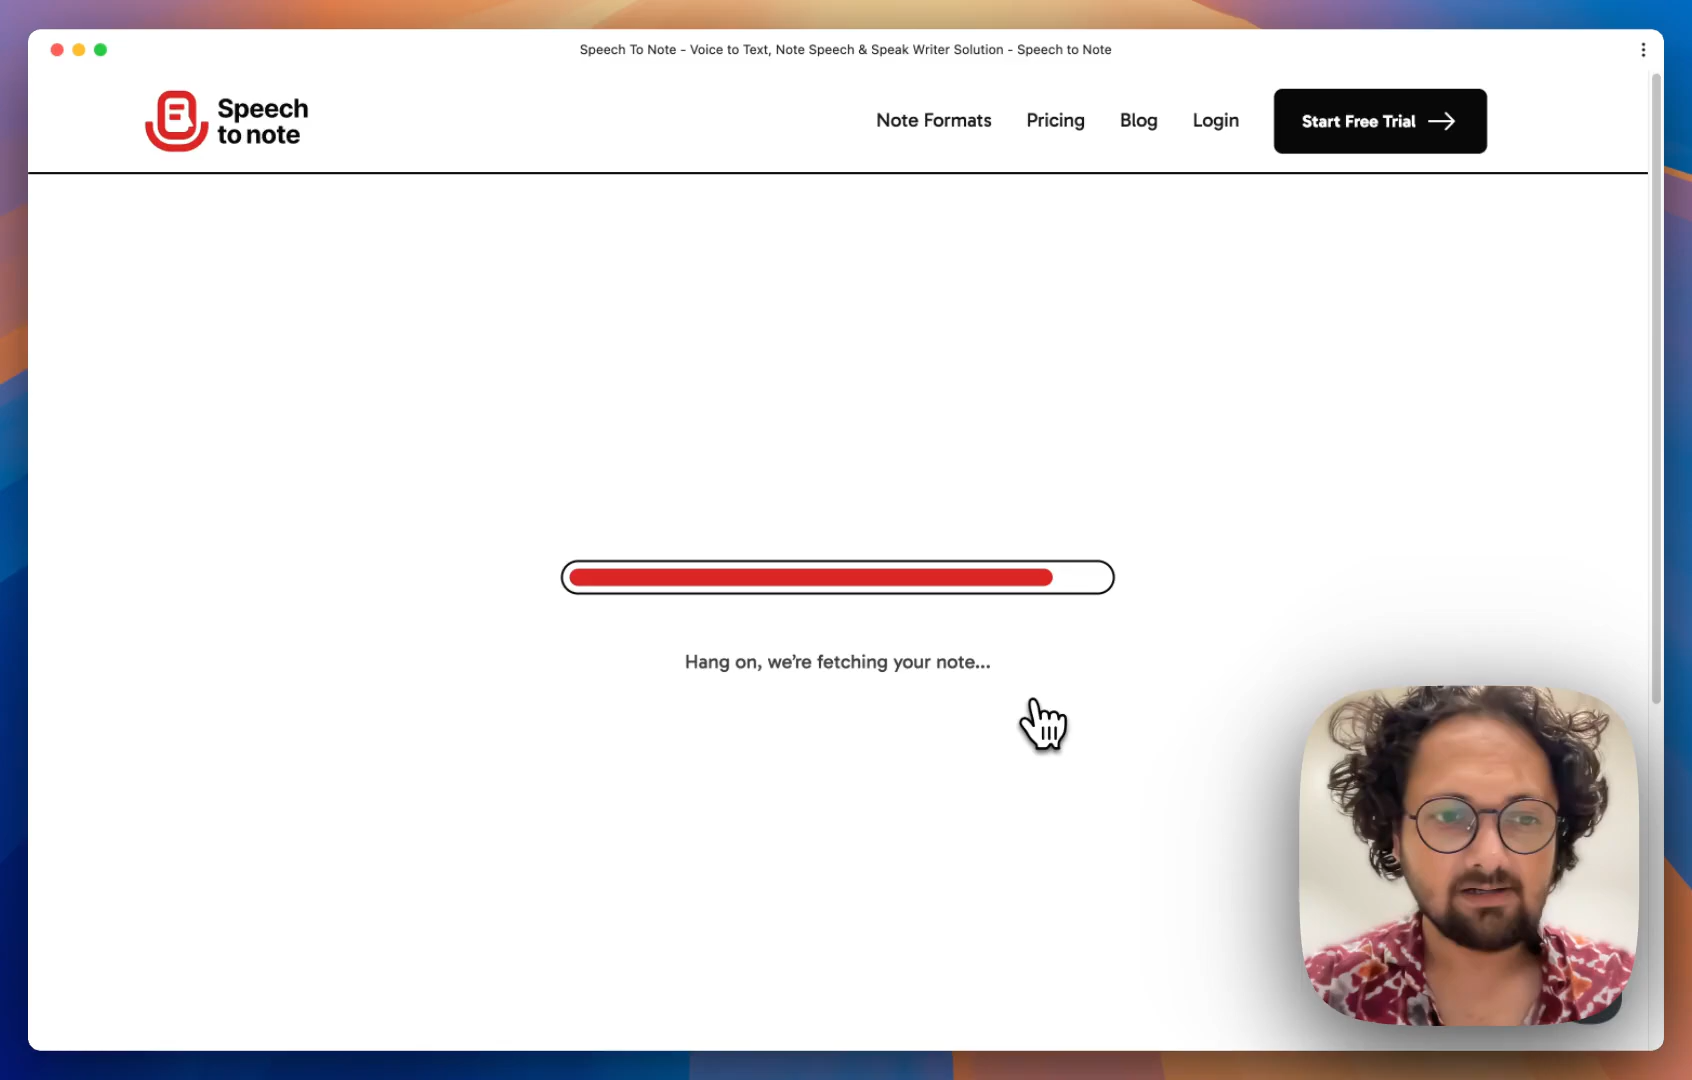 Speech To Note - Voice to Text, Note Speech & Speak Writer Solution - Speech to Note
Speech
to note
Note Formats
Pricing
Blog
Login
Start Free Trial
Hang on, we're fetching your note...